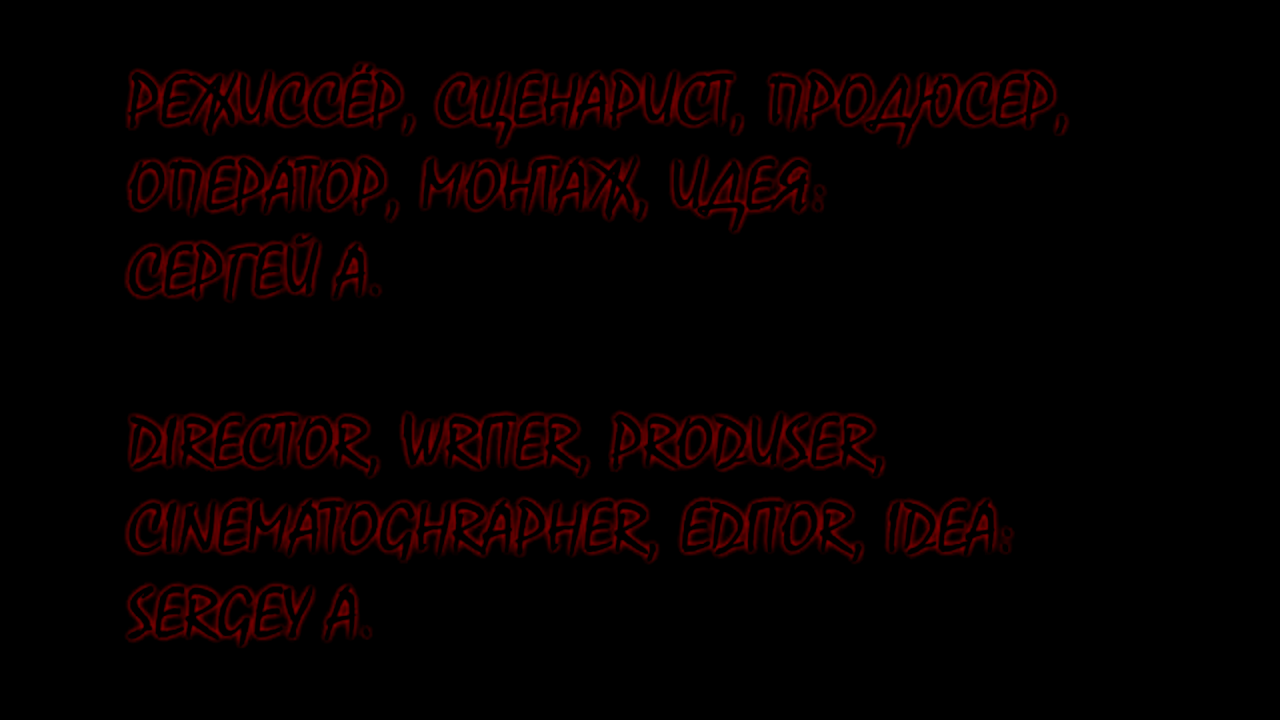 РЕЖИССЁР, СЦЕНАРИСТ, ПРОДЮСЕР,
ОПЕРАТОР, МОНТАЖ, ИДЕЯ:
СЕРГЕЙ А.
DIRECTOR, WRITER, PRODUSER,
CINEMATOGHRAPHER, EDITOR, IDEA:
SERGEY A.